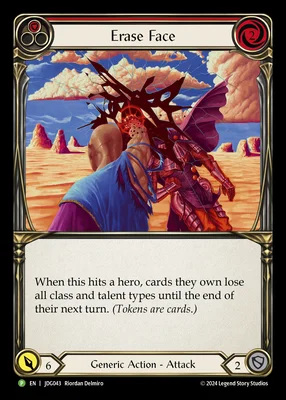 Erase Face
When this hits a hero, cards they own lose
all class and talent types until the end of
their next turn. (Tokens are cards.)
6
Generic Action - Attack
2
P EN | JDG043 Riordan Delmiro
© 2024 Legend Story Studios